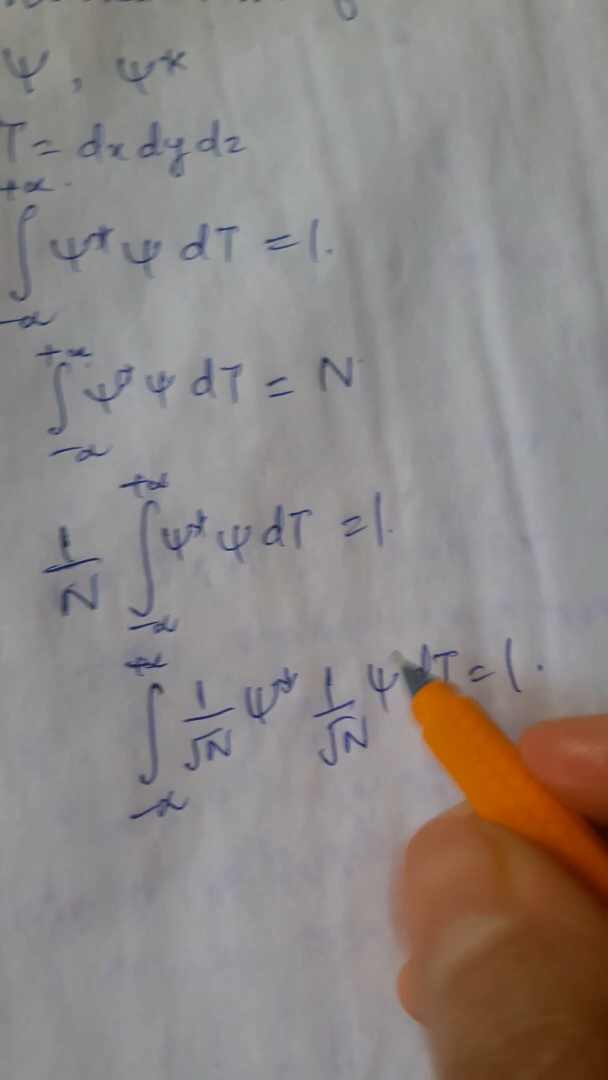 ψ, ψ*
T = dx dy dz
+∝
∫ ψ* ψ dT = 1.
-∝
+∝
∫ ψ* ψ dT = N
-∝
+∝
1/N ∫ ψ* ψ dT = 1.
-∝
+∝
∫ 1/√N ψ* 1/√N ψ dT = 1.
-∝